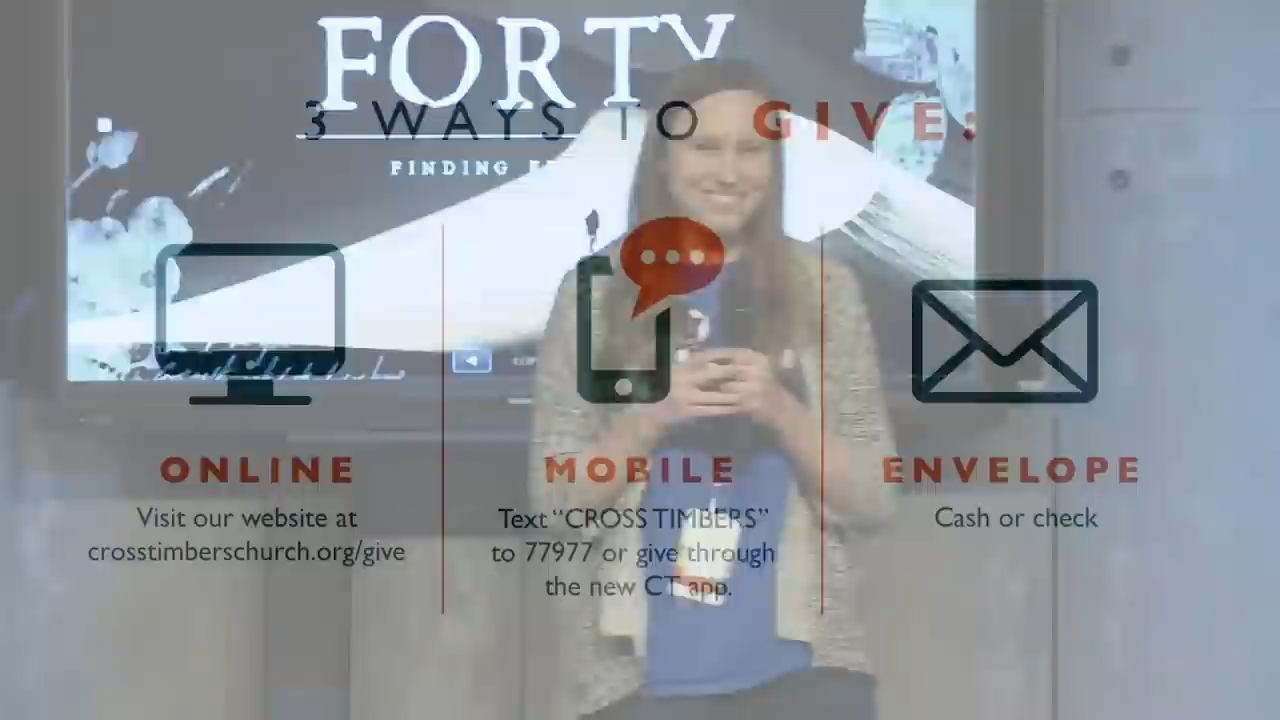 FORTY
3 WAYS TO GIVE:
FINDING
ONLINE
Visit our website at
crosstimberschurch.org/give
MOBILE
Text “CROSS TIMBERS”
to 77977 or give through
the new CT app.
ENVELOPE
Cash or check